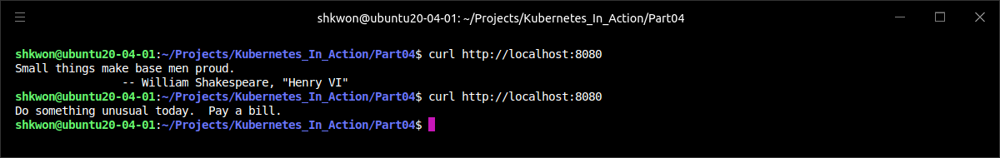 shkwon@ubuntu20-04-01: ~/Projects/Kubernetes_In_Action/Part04
shkwon@ubuntu20-04-01:~/Projects/Kubernetes_In_Action/Part04$ curl http://localhost:8080
Small things make base men proud.
-- William Shakespeare, "Henry VI"
shkwon@ubuntu20-04-01:~/Projects/Kubernetes_In_Action/Part04$ curl http://localhost:8080
Do something unusual today.  Pay a bill.
shkwon@ubuntu20-04-01:~/Projects/Kubernetes_In_Action/Part04$